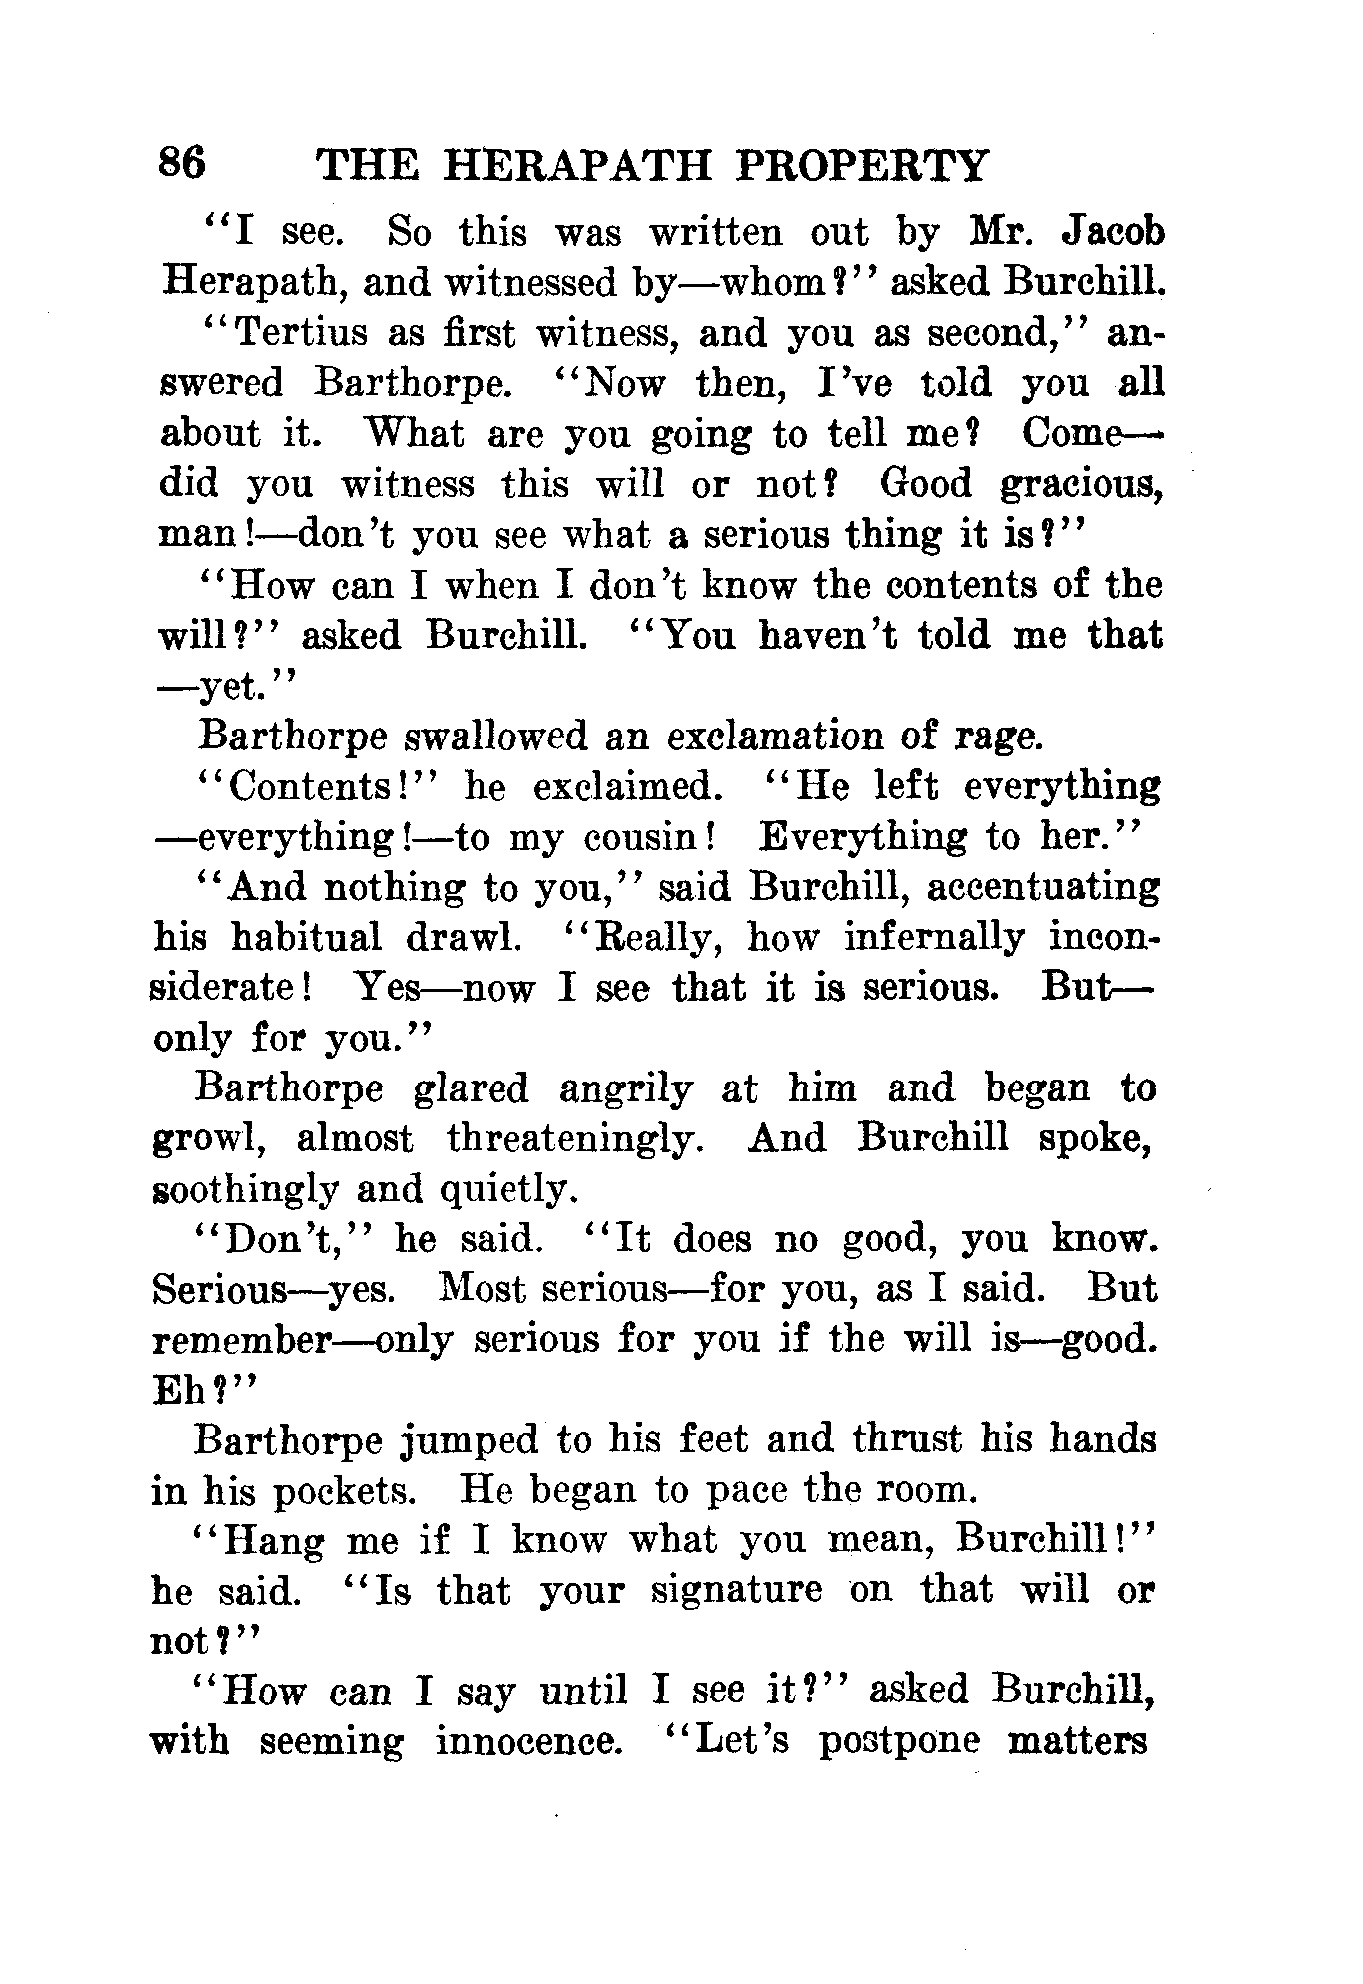 86 THE HERAPATH PROPERTY
"I see. So this was written out by Mr. Jacob
Herapath, and witnessed by—whom?" asked Burchill.
"Tertius as first witness, and you as second," an-
swered Barthorpe. "Now then, I've told you all
about it. What are you going to tell me? Come—
did you witness this will or not? Good gracious,
man!—don't you see what a serious thing it is?"
"How can I when I don't know the contents of the
will?" asked Burchill. "You haven't told me that
—yet."
Barthorpe swallowed an exclamation of rage.
"Contents!" he exclaimed. "He left everything
—everything!—to my cousin! Everything to her."
"And nothing to you," said Burchill, accentuating
his habitual drawl. "Really, how infernally incon-
siderate! Yes—now I see that it is serious. But—
only for you."
Barthorpe glared angrily at him and began to
growl, almost threateningly. And Burchill spoke,
soothingly and quietly.
"Don't," he said. "It does no good, you know.
Serious—yes. Most serious—for you, as I said. But
remember—only serious for you if the will is—good.
Eh?"
Barthorpe jumped to his feet and thrust his hands
in his pockets. He began to pace the room.
"Hang me if I know what you mean, Burchill!"
he said. "Is that your signature on that will or
not?"
"How can I say until I see it?" asked Burchill,
with seeming innocence. "Let's postpone matters